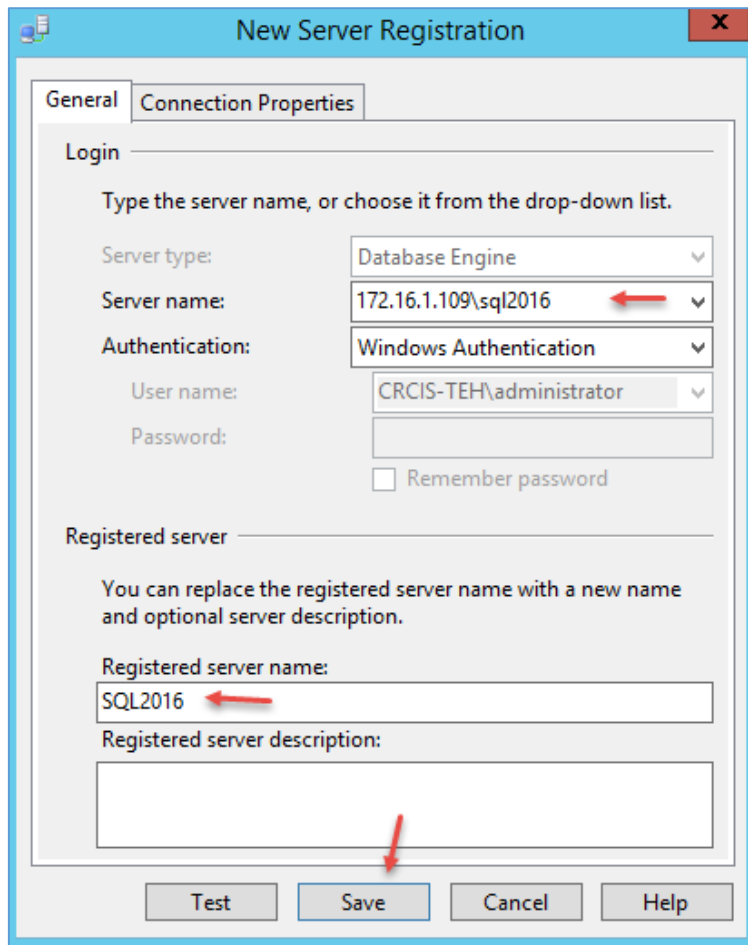 New Server Registration
x
General
Connection Properties
Login
Type the server name, or choose it from the drop-down list.
Server type:
Database Engine
Server name:
172.16.1.109\sql2016
Authentication:
Windows Authentication
User name:
CRCIS-TEH\administrator
Password:
Remember password
Registered server
You can replace the registered server name with a new name
and optional server description.
Registered server name:
SQL2016
Registered server description:
Test
Save
Cancel
Help